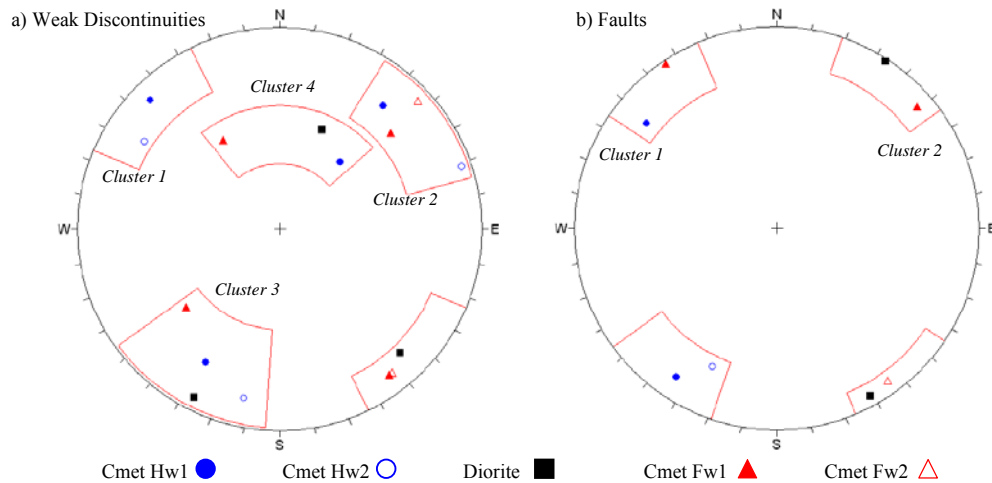 a) Weak Discontinuities
b) Faults
N
Cluster 4
Cluster 1
Cluster 2
W
E
Cluster 3
S
N
Cluster 1
Cluster 2
W
E
S
Cmet Hw1
Cmet Hw2
Diorite
Cmet Fw1
Cmet Fw2